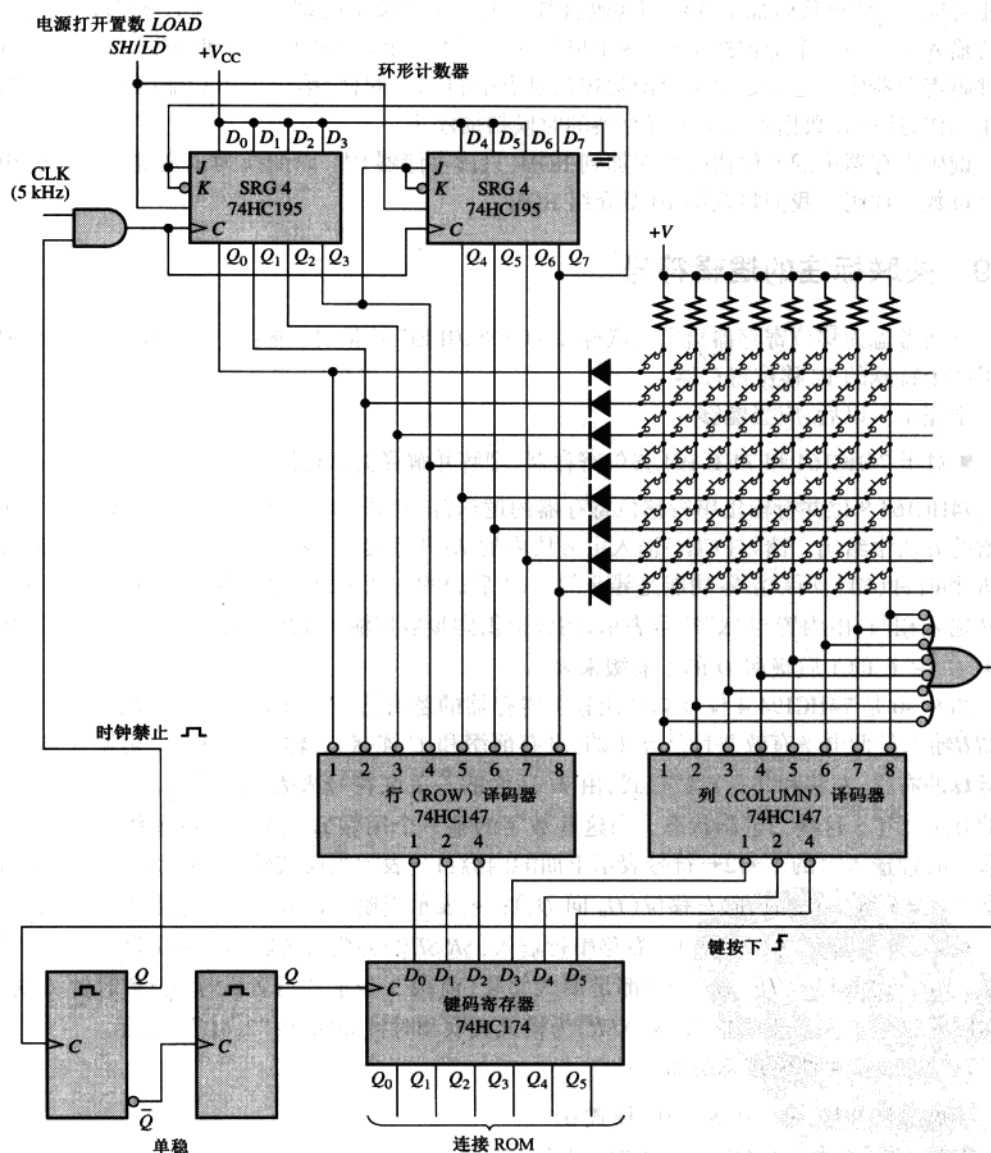 电源打开置数 LOAD
SH/LD
+VCC
环形计数器
D0 D1 D2 D3
D4 D5 D6 D7
CLK
(5 kHz)
J
K
SRG 4
74HC195
C
J
K
SRG 4
74HC195
C
Q0 Q1 Q2 Q3
Q4 Q5 Q6 Q7
+V
时钟禁止
1 2 3 4 5 6 7 8
行（ROW）译码器
74HC147
1 2 4
1 2 3 4 5 6 7 8
列（COLUMN）译码器
74HC147
1 2 4
键按下
Q
C
Q
Q
C
单稳
D0 D1 D2 D3 D4 D5
C
键码寄存器
74HC174
Q0 Q1 Q2 Q3 Q4 Q5
连接 ROM